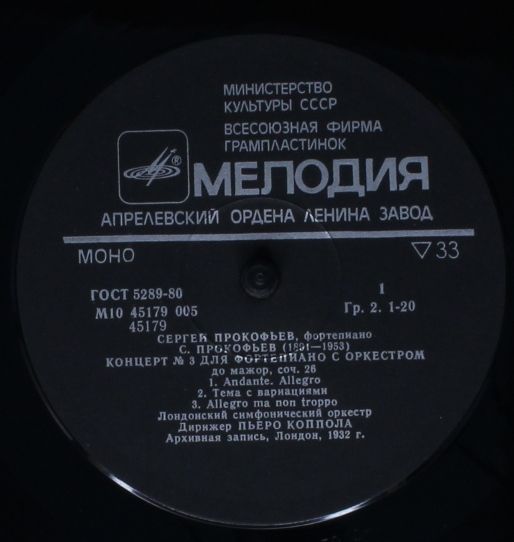 МИНИСТЕРСТВО
КУЛЬТУРЫ СССР
ВСЕСОЮЗНАЯ ФИРМА
ГРАМПЛАСТИНОК
®
МЕЛОДИЯ
АПРЕЛЕВСКИЙ ОРДЕНА ЛЕНИНА ЗАВОД
МОНО ▽33
ГОСТ 5289-80 1
М10 45179 005 Гр. 2. 1-20
45179
СЕРГЕЙ ПРОКОФЬЕВ, фортепиано
С. ПРОКОФЬЕВ (1891—1953)
КОНЦЕРТ № 3 ДЛЯ ФОРТЕПИАНО С ОРКЕСТРОМ
до мажор, соч. 26
1. Andante. Allegro
2. Тема с вариациями
3. Allegro ma non troppo
Лондонский симфонический оркестр
Дирижер ПЬЕРО КОППОЛА
Архивная запись, Лондон, 1932 г.